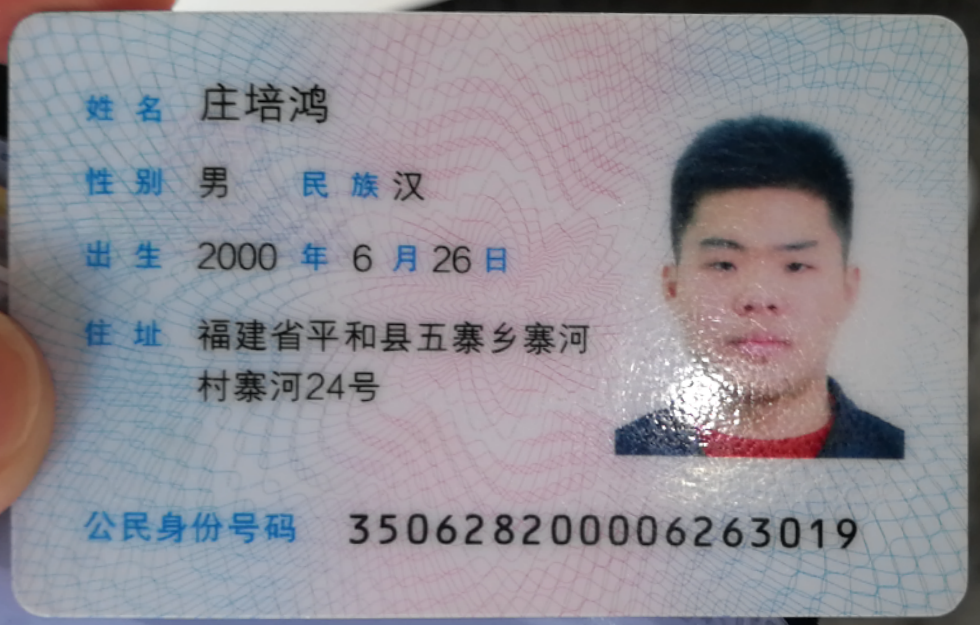 姓名 庄培鸿
性别 男 民族 汉
出生 2000 年 6 月 26 日
住址 福建省平和县五寨乡寨河
村寨河24号
公民身份号码 350628200006263019